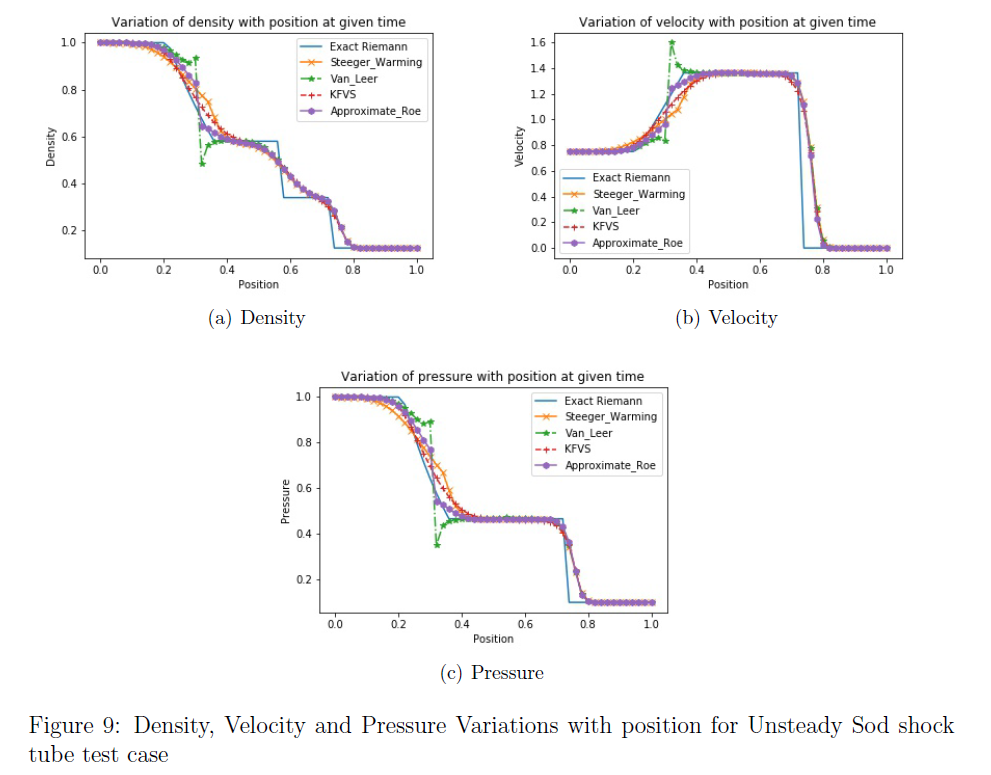 Variation of density with position at given time
Density
1.0
0.8
0.6
0.4
0.2
0.0 0.2 0.4 0.6 0.8 1.0
Position
Exact Riemann
Steeger_Warming
Van_Leer
KFVS
Approximate_Roe
(a) Density
Variation of velocity with position at given time
Velocity
1.6
1.4
1.2
1.0
0.8
0.6
0.4
0.2
0.0
0.0 0.2 0.4 0.6 0.8 1.0
Position
Exact Riemann
Steeger_Warming
Van_Leer
KFVS
Approximate_Roe
(b) Velocity
Variation of pressure with position at given time
Pressure
1.0
0.8
0.6
0.4
0.2
0.0 0.2 0.4 0.6 0.8 1.0
Position
Exact Riemann
Steeger_Warming
Van_Leer
KFVS
Approximate_Roe
(c) Pressure
Figure 9: Density, Velocity and Pressure Variations with position for Unsteady Sod shock
tube test case